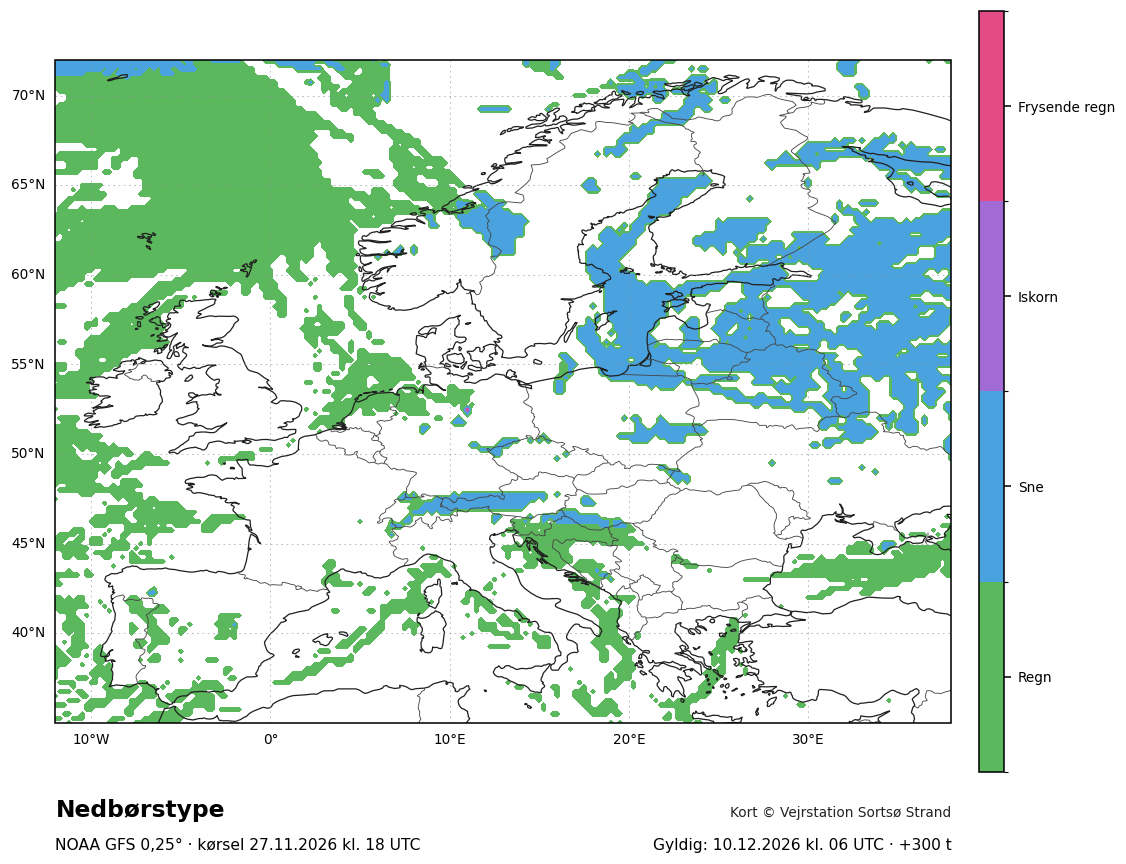 Frysende regn
Iskorn
Sne
Regn
70°N
65°N
60°N
55°N
50°N
45°N
40°N
10°W
0°
10°E
20°E
30°E
Nedbørstype
Kort © Vejrstation Sortsø Strand
NOAA GFS 0,25° · kørsel 27.11.2026 kl. 18 UTC
Gyldig: 10.12.2026 kl. 06 UTC · +300 t